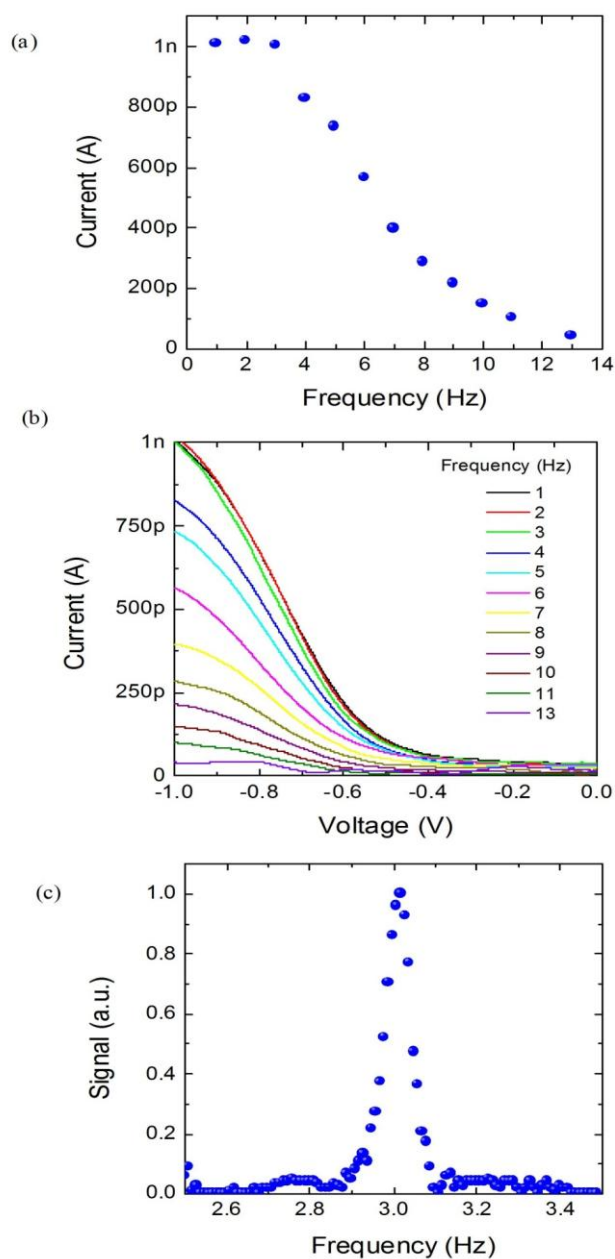 (a)
Current (A)
1n
800p
600p
400p
200p
0
0 2 4 6 8 10 12 14
Frequency (Hz)
(b)
Current (A)
1n
750p
500p
250p
0
Frequency (Hz)
1
2
3
4
5
6
7
8
9
10
11
13
-1.0 -0.8 -0.6 -0.4 -0.2 0.0
Voltage (V)
(c)
Signal (a.u.)
1.0
0.8
0.6
0.4
0.2
0.0
2.6 2.8 3.0 3.2 3.4
Frequency (Hz)